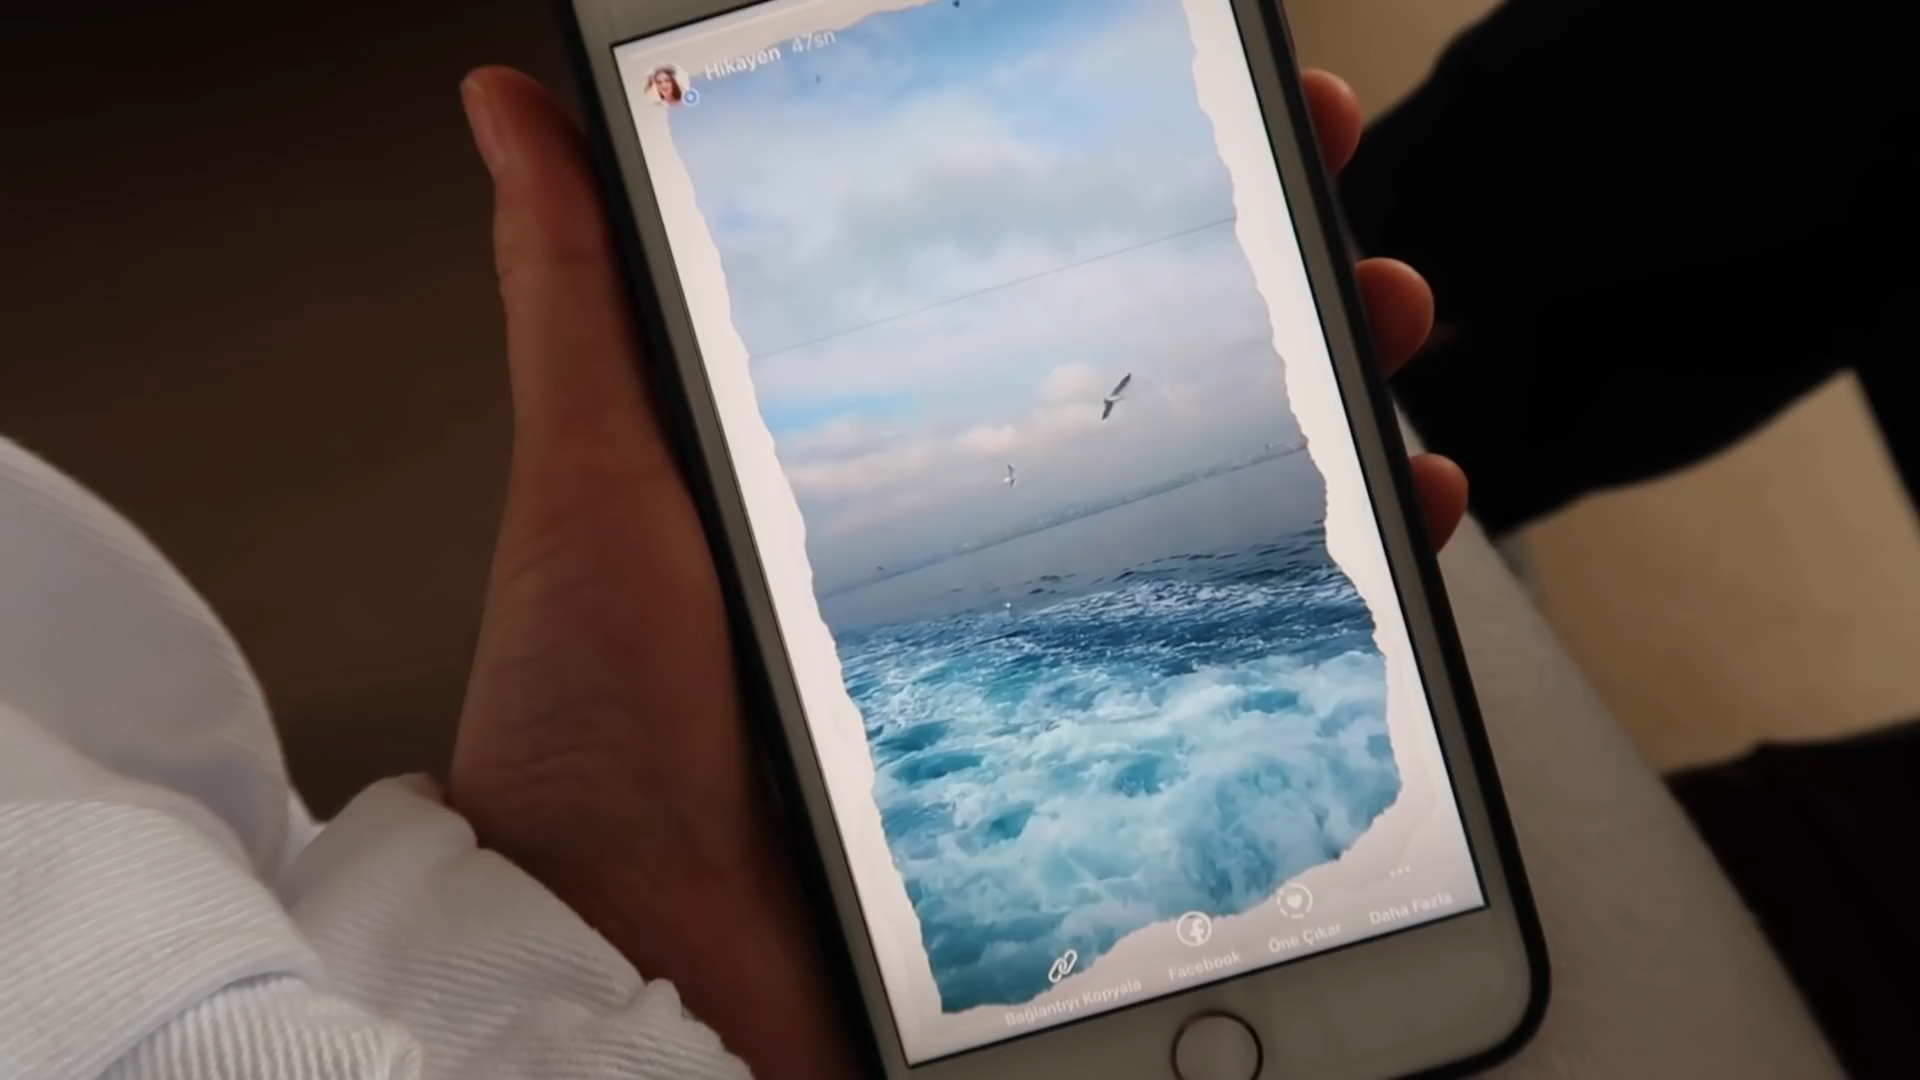 Hikayen 47sn
Bağlantıyı Kopyala
Facebook
Öne Çıkar
Daha Fazla